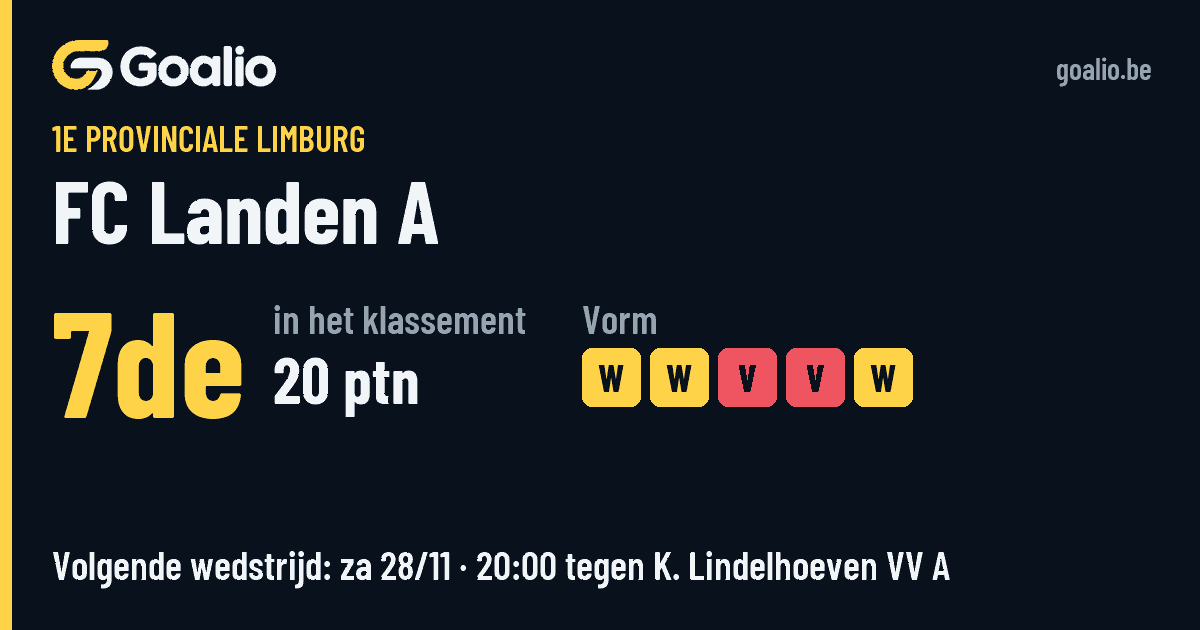 Goalio
goalio.be
1E PROVINCIALE LIMBURG
FC Landen A
7de
in het klassement
20 ptn
Vorm
W W V V W
Volgende wedstrijd: za 28/11 · 20:00 tegen K. Lindelhoeven VV A